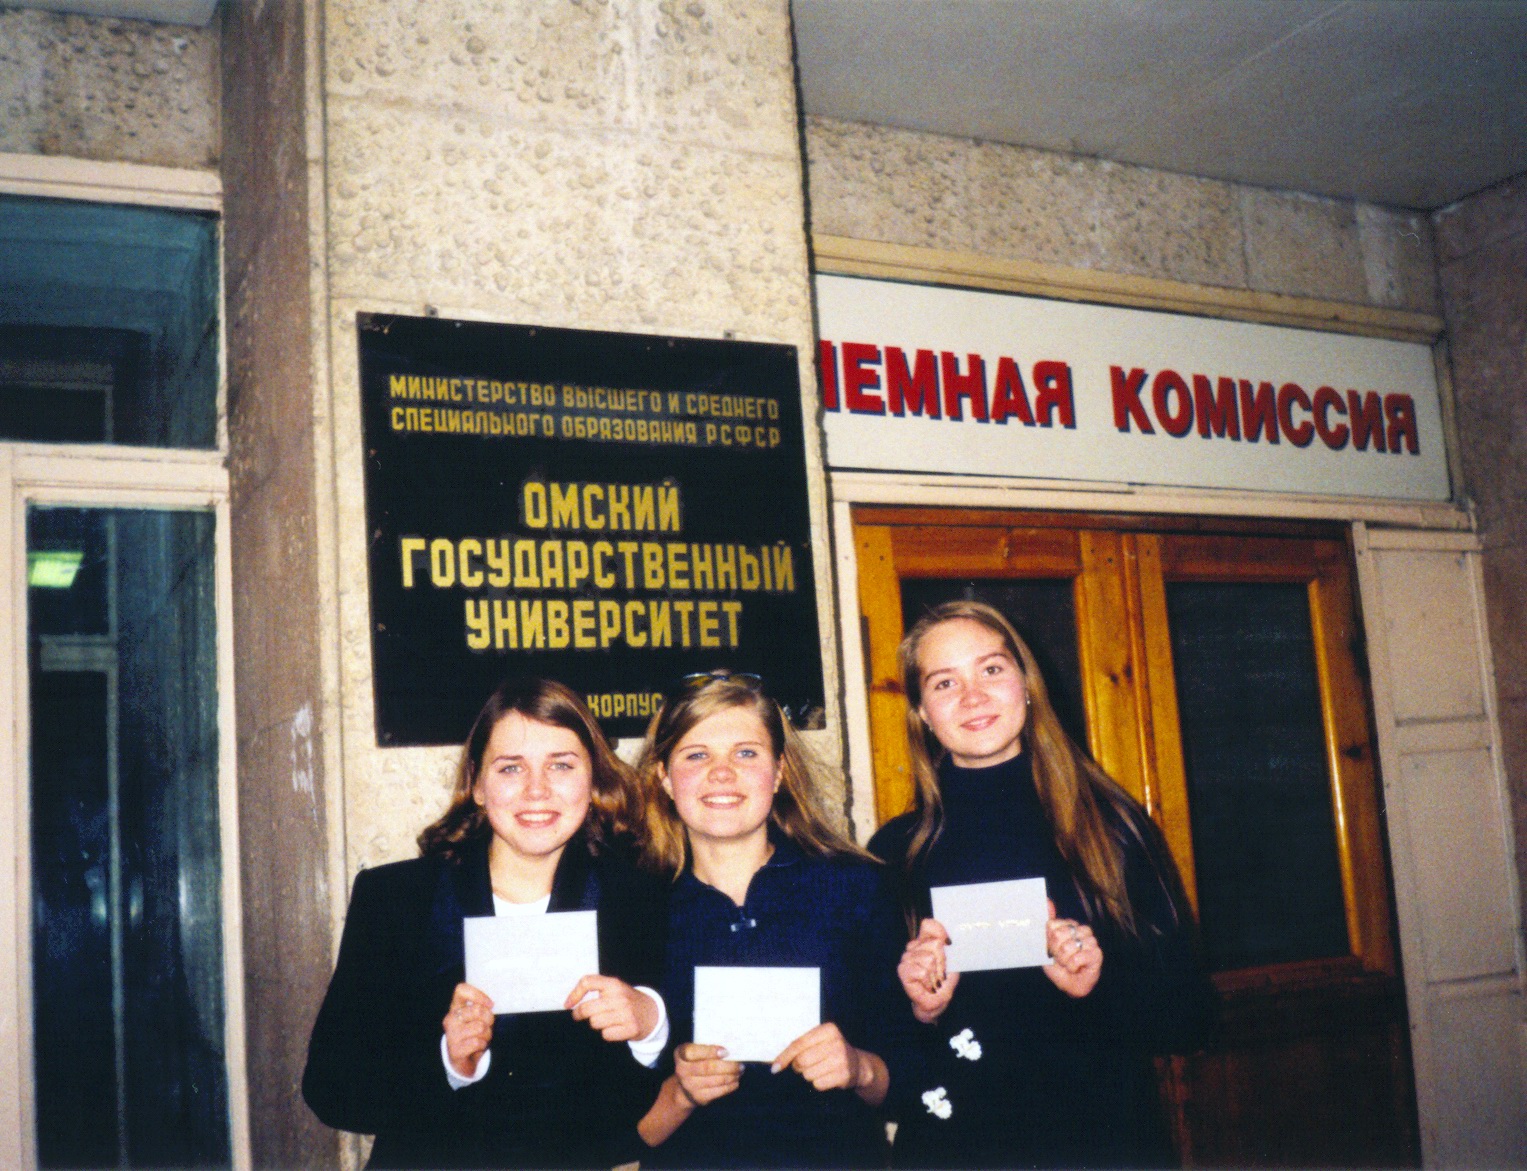 МИНИСТЕРСТВО ВЫСШЕГО И СРЕДНЕГО
СПЕЦИАЛЬНОГО ОБРАЗОВАНИЯ РСФСР
ОМСКИЙ
ГОСУДАРСТВЕННЫЙ
УНИВЕРСИТЕТ
КОРПУС
ЕМНАЯ КОМИССИЯ